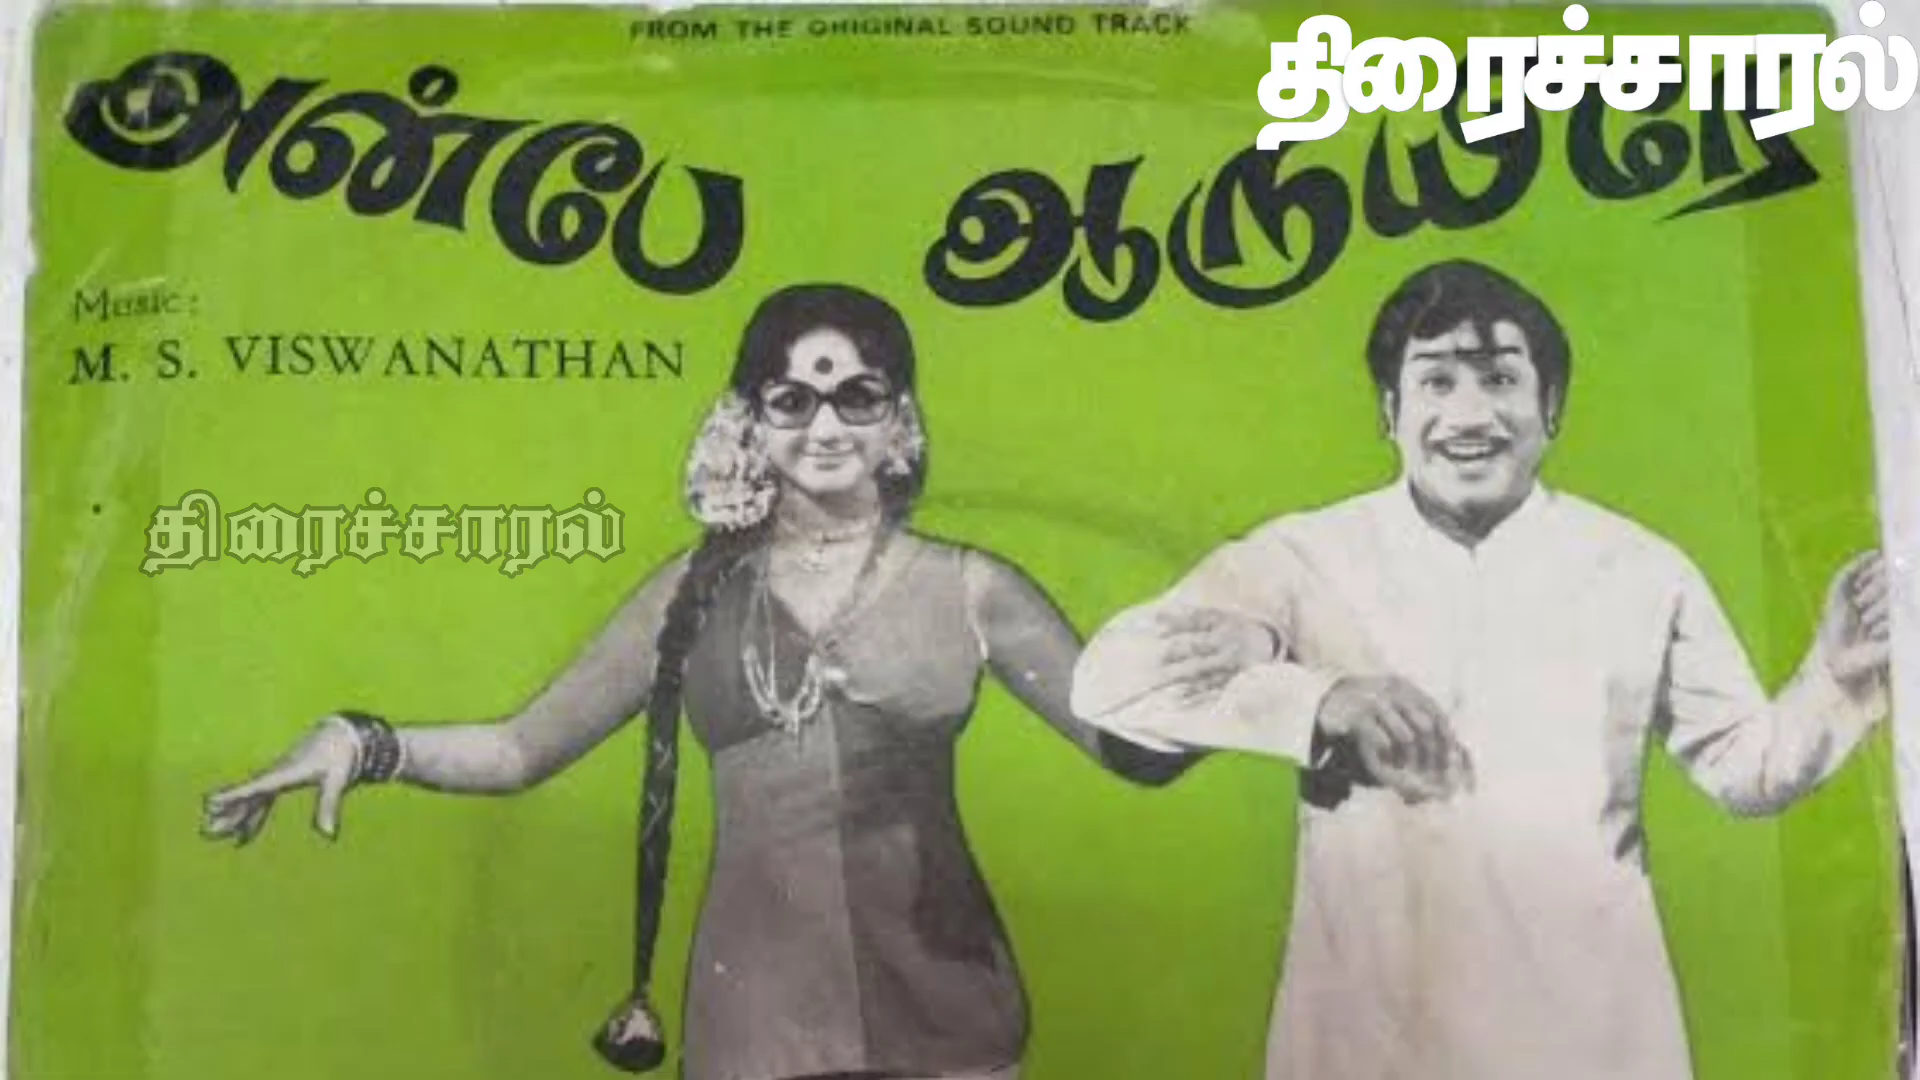 FROM THE ORIGINAL SOUND TRACK
திரைச்சாரல்
அன்பே ஆருயிரே
Music:
M. S. VISWANATHAN
திரைச்சாரல்